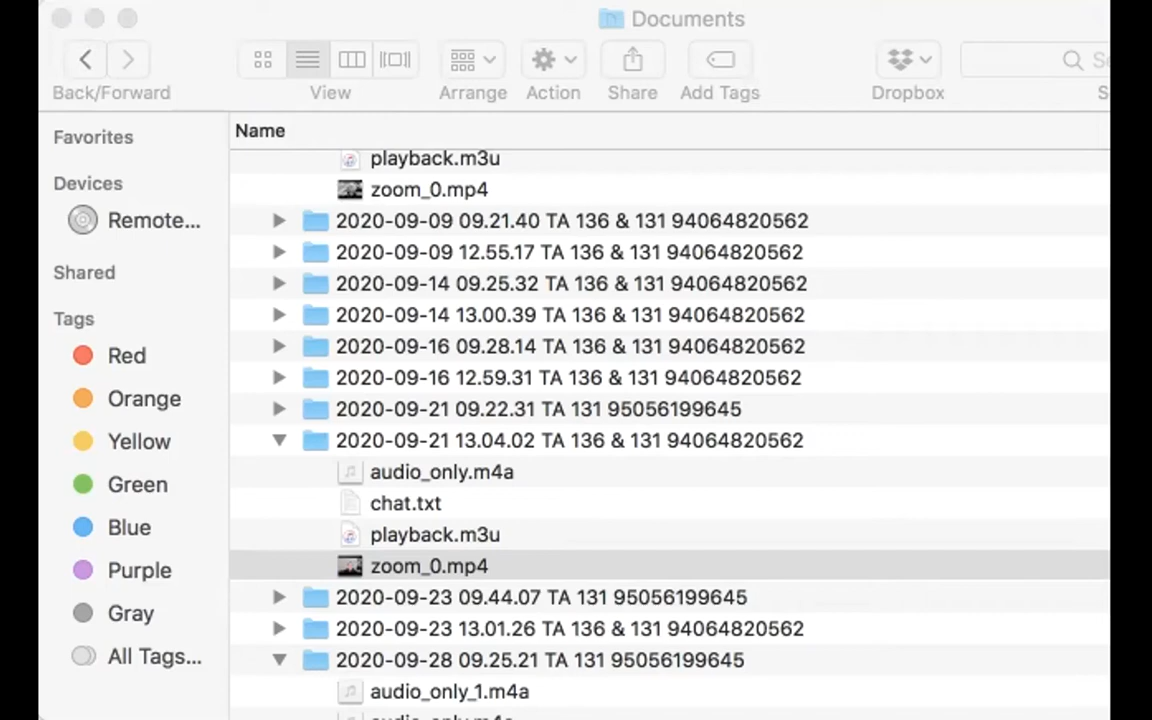 Documents
Back/Forward
View
Arrange
Action
Share
Add Tags
Dropbox
Favorites
Devices
Remote...
Shared
Tags
Red
Orange
Yellow
Green
Blue
Purple
Gray
All Tags...
Name
playback.m3u
zoom_0.mp4
2020-09-09 09.21.40 TA 136 & 131 94064820562
2020-09-09 12.55.17 TA 136 & 131 94064820562
2020-09-14 09.25.32 TA 136 & 131 94064820562
2020-09-14 13.00.39 TA 136 & 131 94064820562
2020-09-16 09.28.14 TA 136 & 131 94064820562
2020-09-16 12.59.31 TA 136 & 131 94064820562
2020-09-21 09.22.31 TA 131 95056199645
2020-09-21 13.04.02 TA 136 & 131 94064820562
audio_only.m4a
chat.txt
playback.m3u
zoom_0.mp4
2020-09-23 09.44.07 TA 131 95056199645
2020-09-23 13.01.26 TA 136 & 131 94064820562
2020-09-28 09.25.21 TA 131 95056199645
audio_only_1.m4a